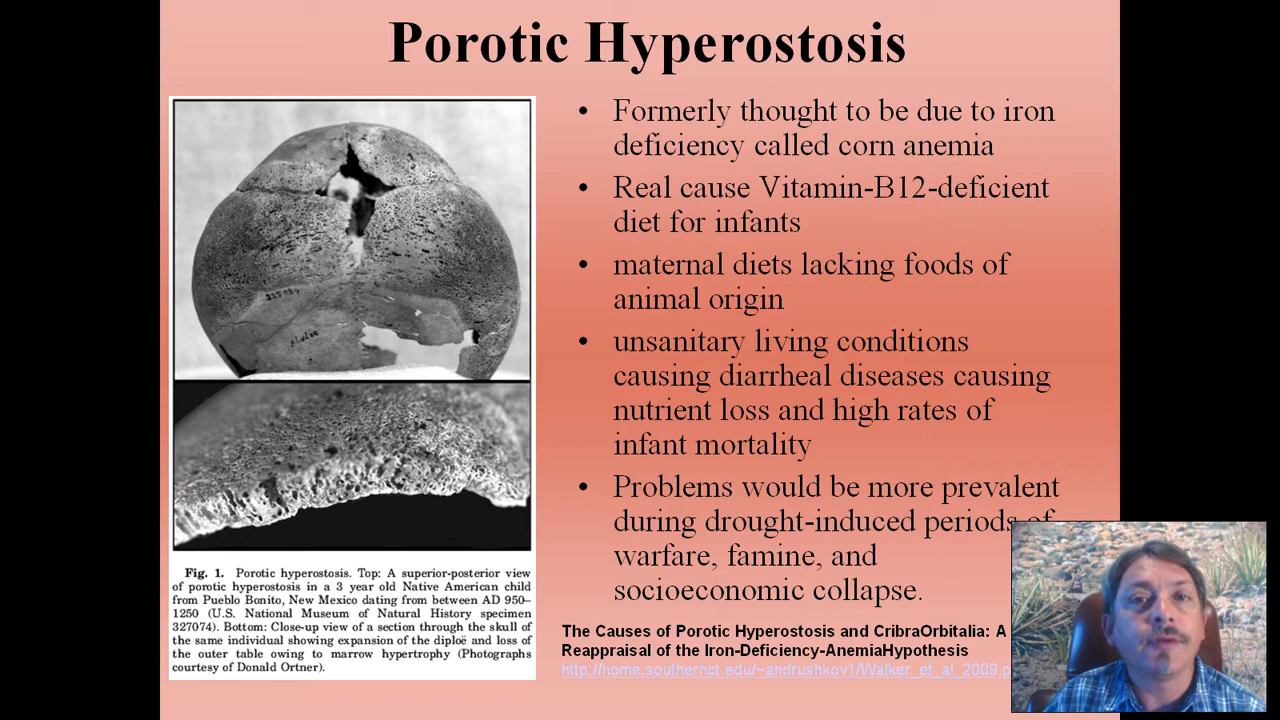 Porotic Hyperostosis
• Formerly thought to be due to iron
deficiency called corn anemia
• Real cause Vitamin-B12-deficient
diet for infants
• maternal diets lacking foods of
animal origin
• unsanitary living conditions
causing diarrheal diseases causing
nutrient loss and high rates of
infant mortality
• Problems would be more prevalent
during drought-induced periods of
warfare, famine, and
socioeconomic collapse.
The Causes of Porotic Hyperostosis and CribraOrbitalia: A
Reappraisal of the Iron-Deficiency-AnemiaHypothesis
http://home.southernct.edu/~andrushkov1/Walker_et_al_2009.p
327074
Fig. 1. Porotic hyperostosis. Top: A superior-posterior view
of porotic hyperostosis in a 3 year old Native American child
from Pueblo Bonito, New Mexico dating from between AD 950–
1250 (U.S. National Museum of Natural History specimen
327074). Bottom: Close-up view of a section through the skull of
the same individual showing expansion of the diploë and loss of
the outer table owing to marrow hypertrophy (Photographs
courtesy of Donald Ortner).